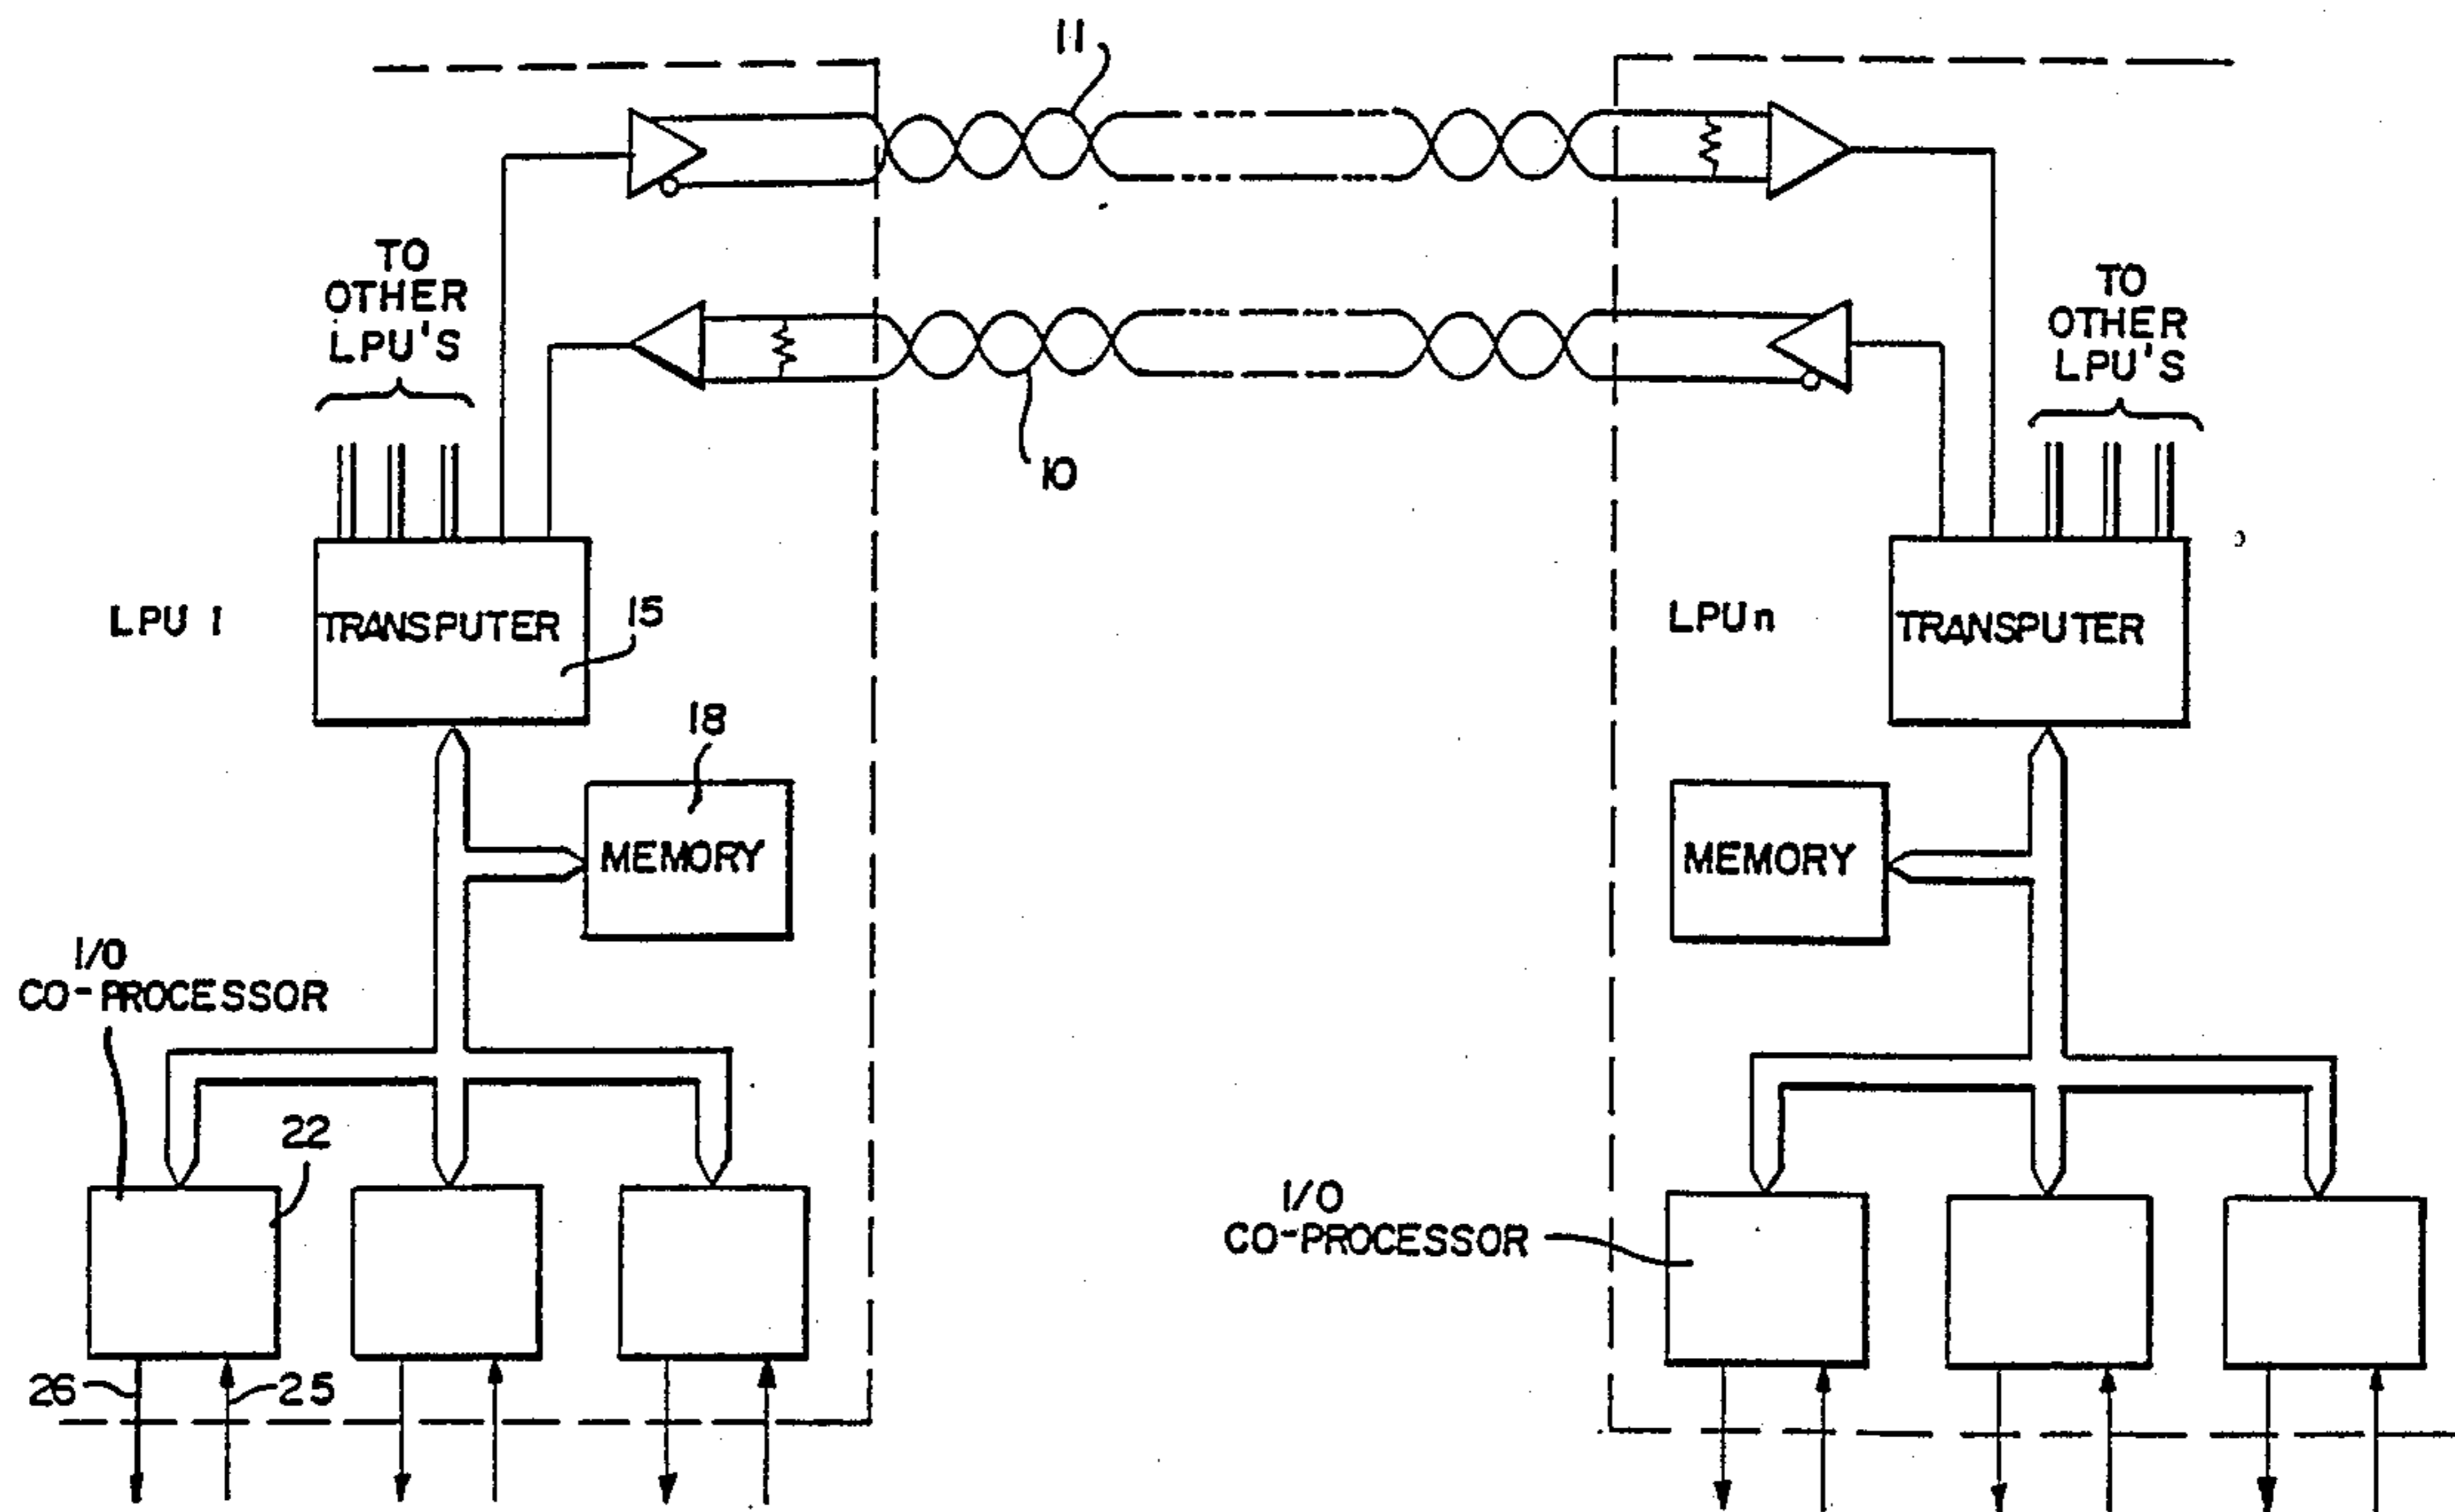 11
TO
OTHER
LPU'S
TO
OTHER
LPU'S
10
LPU 1
TRANSPUTER
15
LPUn
TRANSPUTER
18
MEMORY
MEMORY
I/O
CO-PROCESSOR
22
I/O
CO-PROCESSOR
26
25